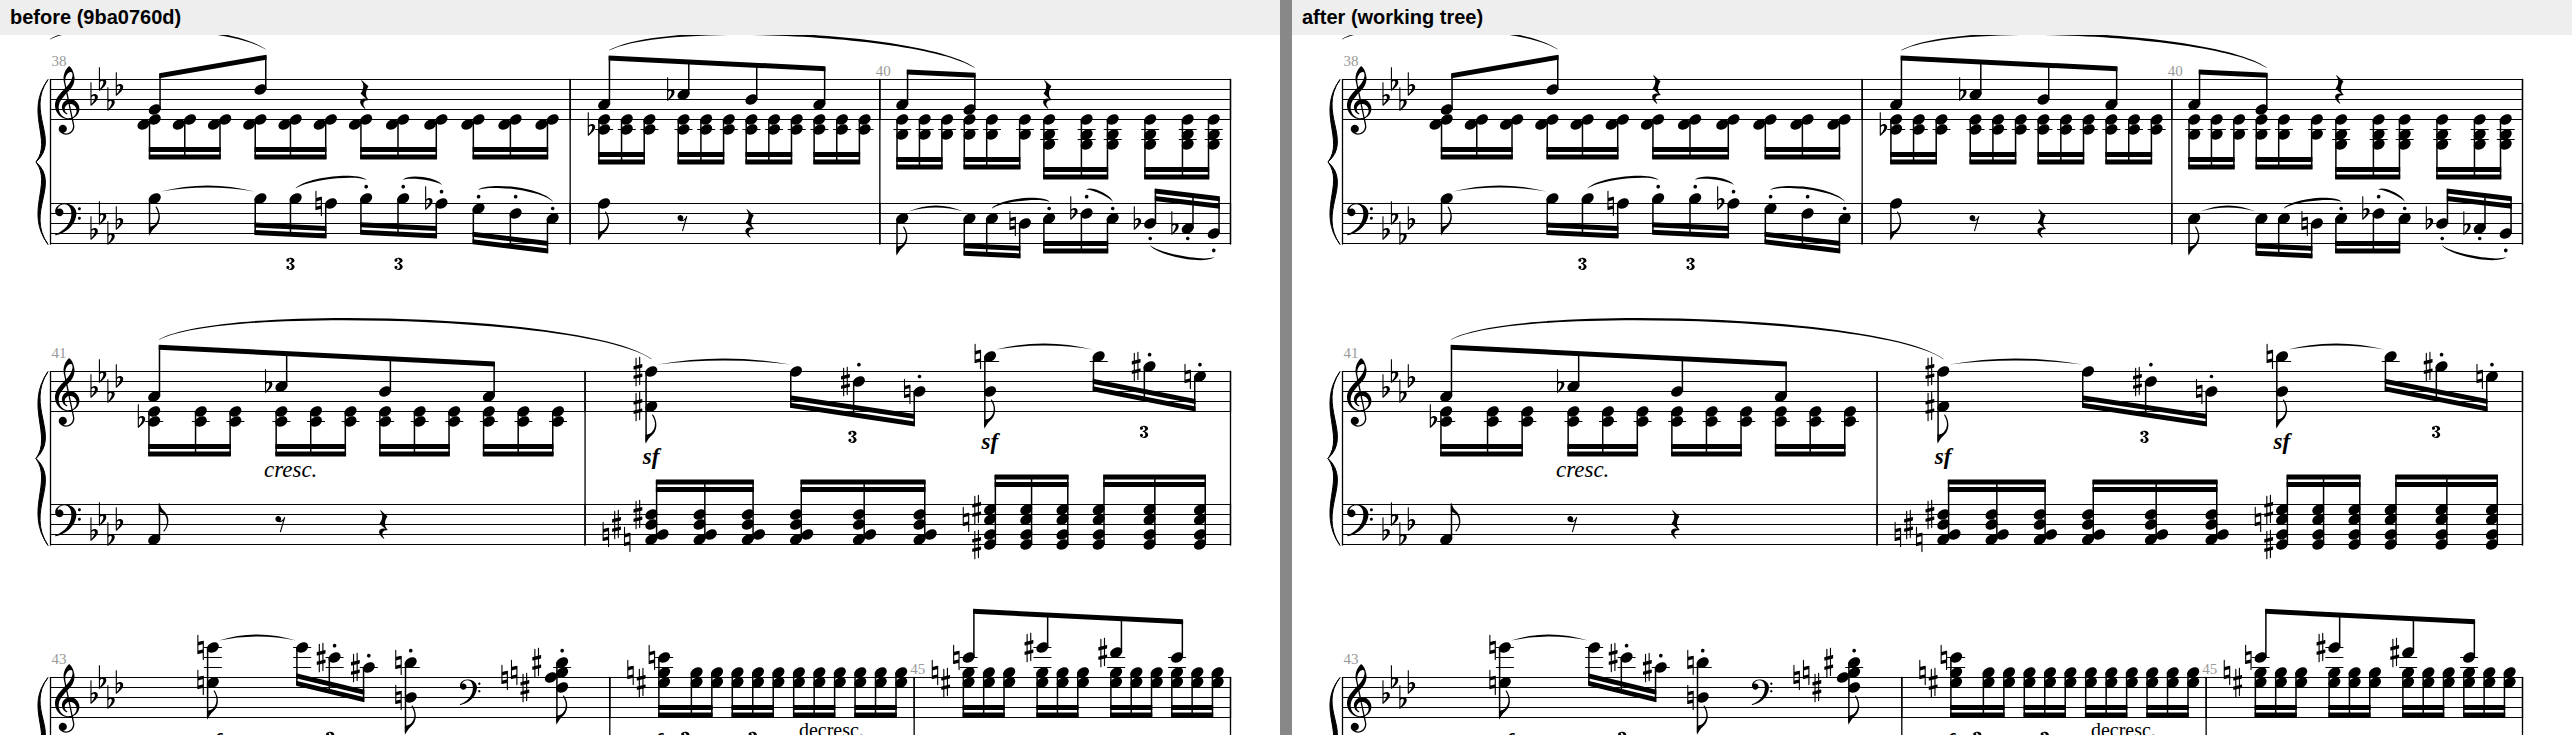 before (9ba0760d)
after (working tree)
38
40
3 3
38
40
3 3
41
cresc.
sf
3
sf
3
41
cresc.
sf
3
sf
3
43
45
decresc.
43
45
decresc.